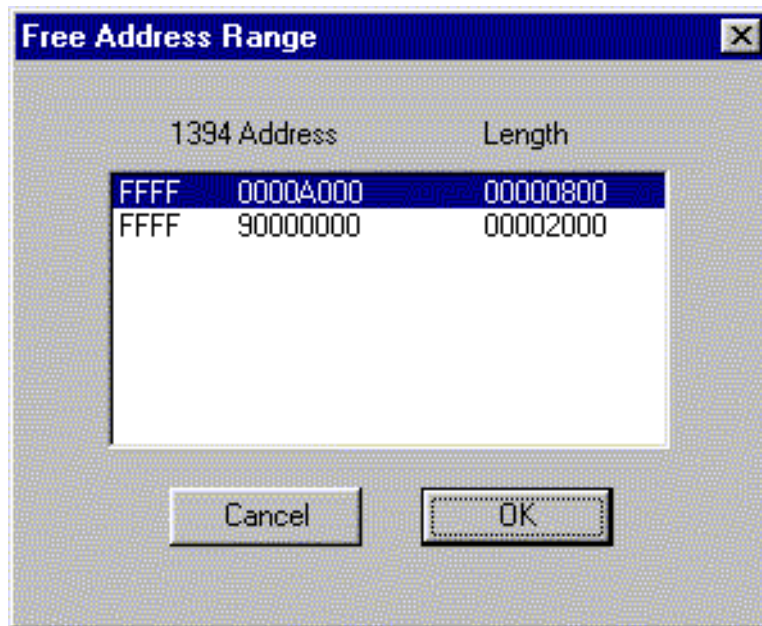 Free Address Range
1394 Address Length
FFFF 0000A000 00000800
FFFF 90000000 00002000
Cancel OK